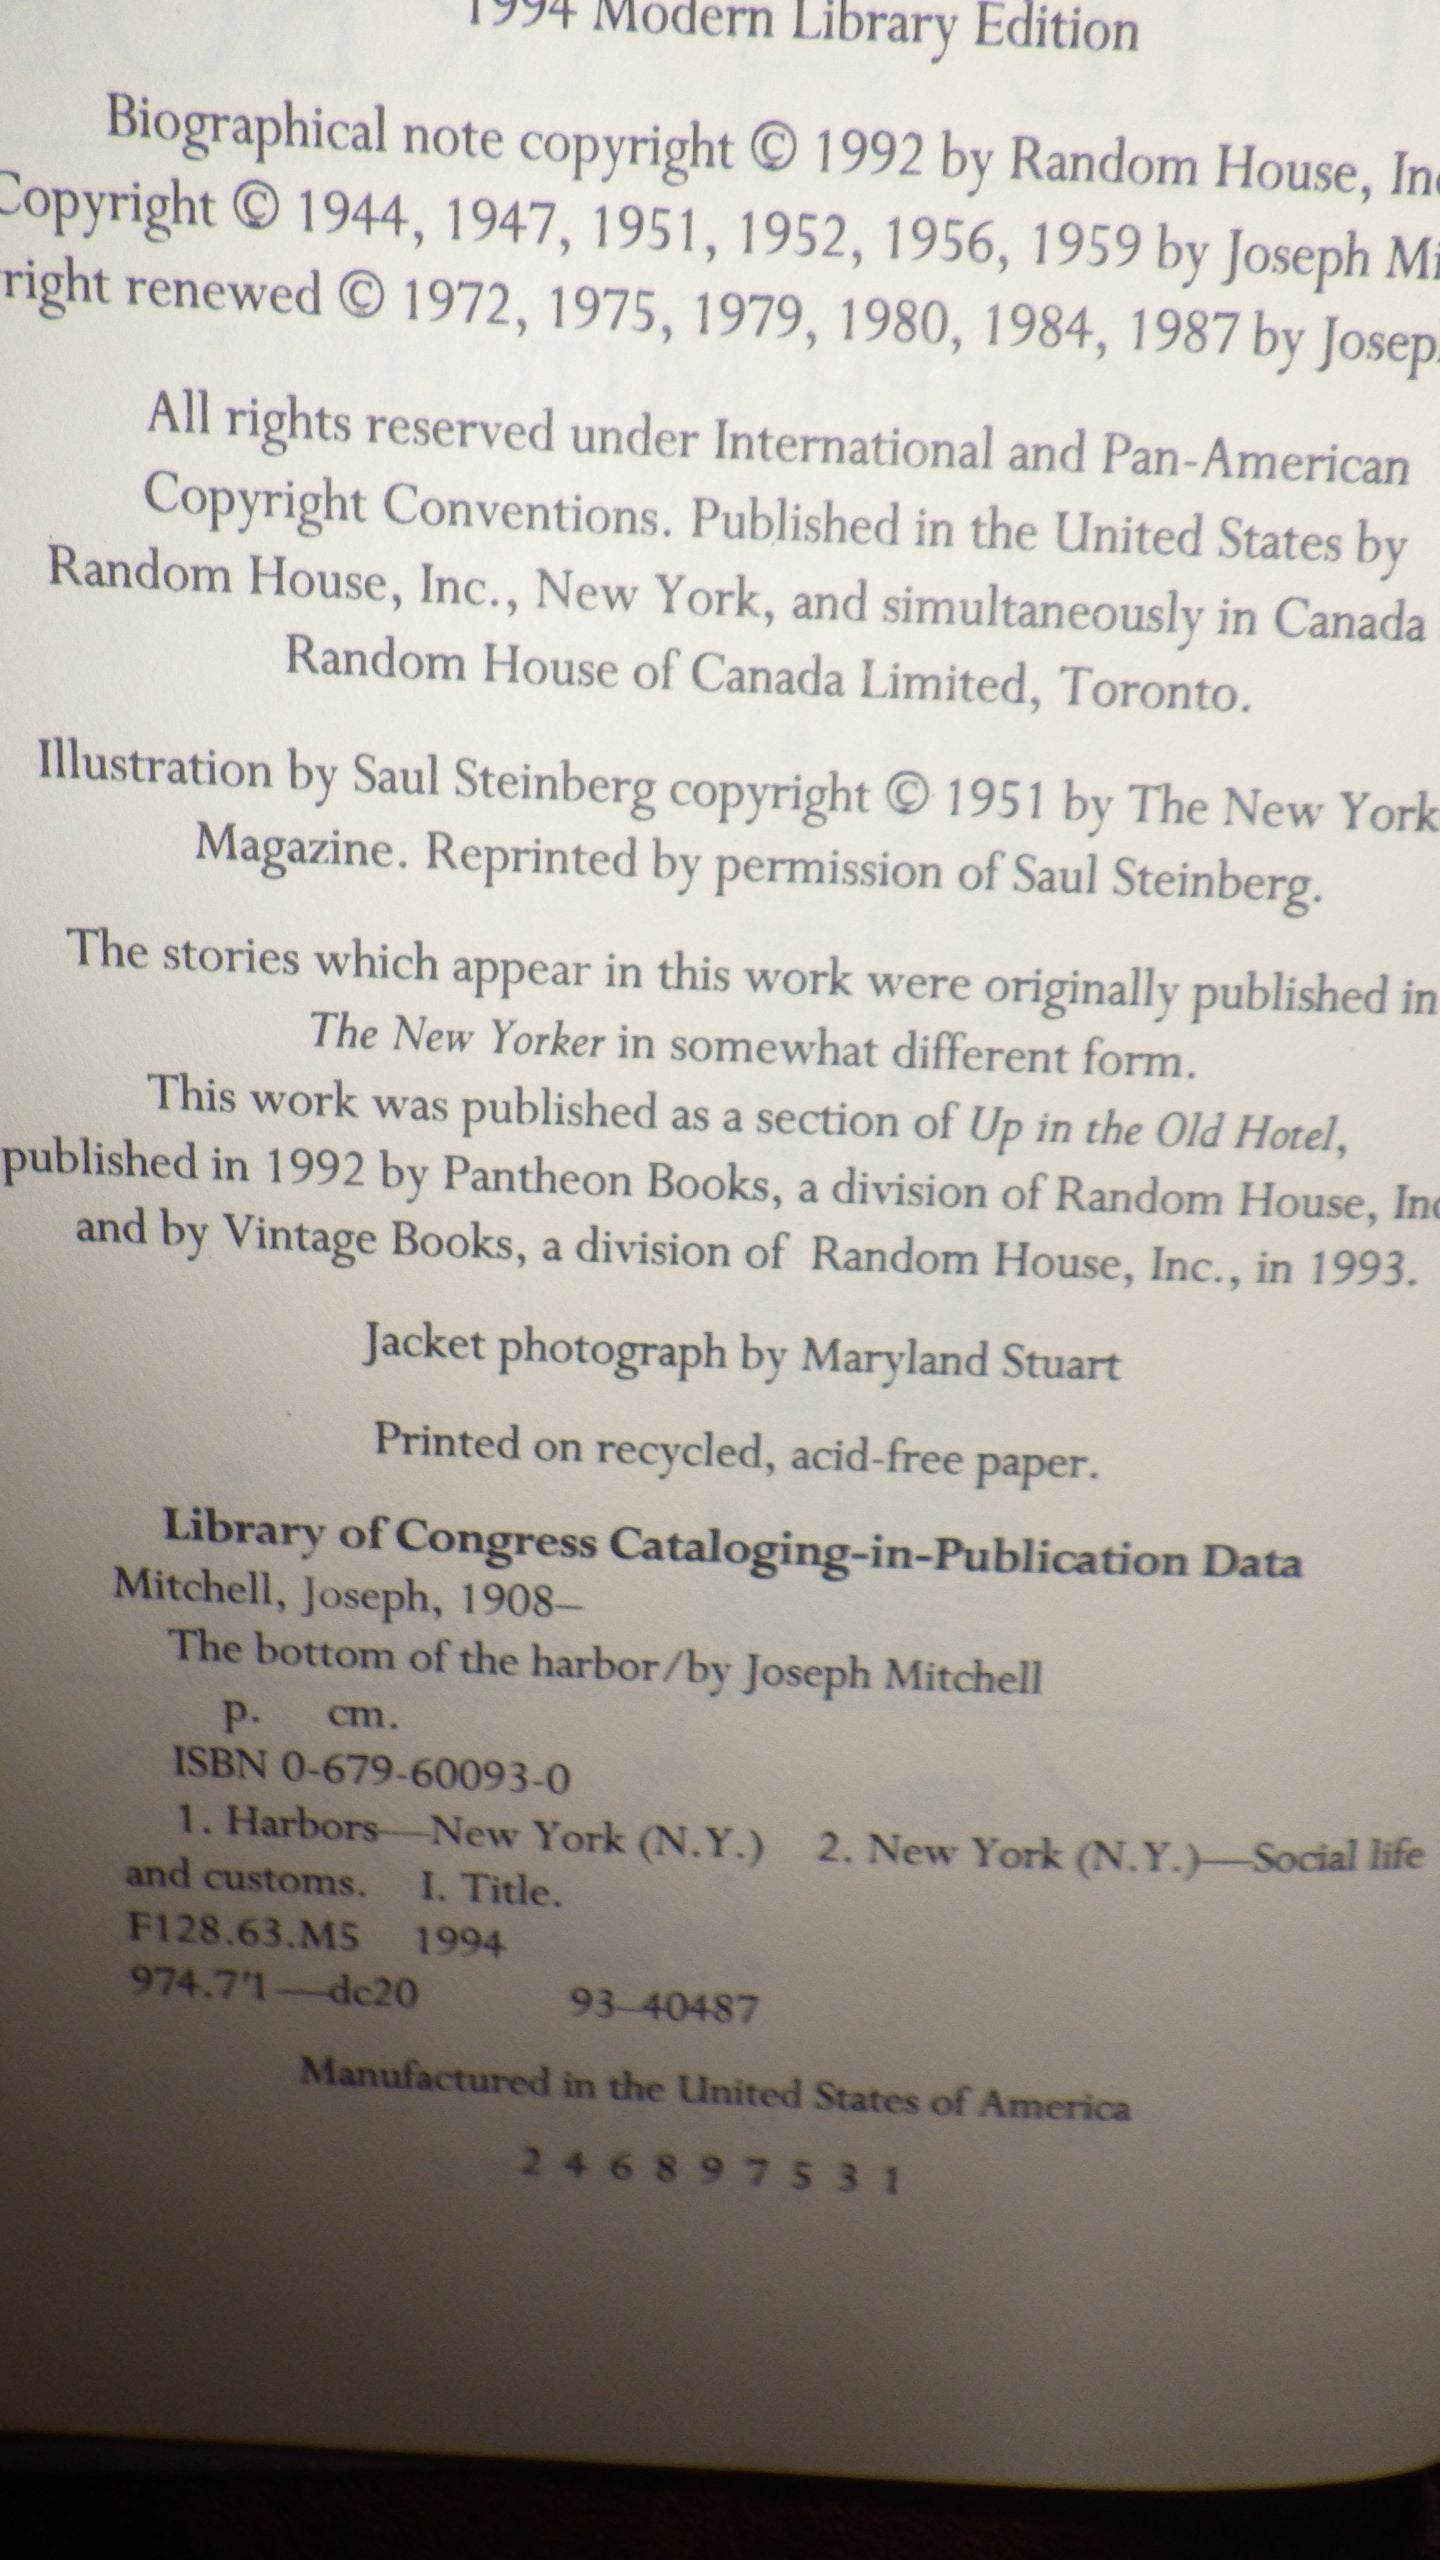 1994 Modern Library Edition
Biographical note copyright © 1992 by Random House, Inc
Copyright © 1944, 1947, 1951, 1952, 1956, 1959 by Joseph Mi
right renewed © 1972, 1975, 1979, 1980, 1984, 1987 by Josep
All rights reserved under International and Pan-American
Copyright Conventions. Published in the United States by
Random House, Inc., New York, and simultaneously in Canada
Random House of Canada Limited, Toronto.
Illustration by Saul Steinberg copyright © 1951 by The New York
Magazine. Reprinted by permission of Saul Steinberg.
The stories which appear in this work were originally published in
The New Yorker in somewhat different form.
This work was published as a section of Up in the Old Hotel,
published in 1992 by Pantheon Books, a division of Random House, Inc
and by Vintage Books, a division of Random House, Inc., in 1993.
Jacket photograph by Maryland Stuart
Printed on recycled, acid-free paper.
Library of Congress Cataloging-in-Publication Data
Mitchell, Joseph, 1908–
The bottom of the harbor/by Joseph Mitchell
p. cm.
ISBN 0-679-60093-0
1. Harbors—New York (N.Y.) 2. New York (N.Y.)—Social life
and customs. I. Title.
F128.63.M5 1994
974.7'1—dc20 93–40487
Manufactured in the United States of America
2 4 6 8 9 7 5 3 1